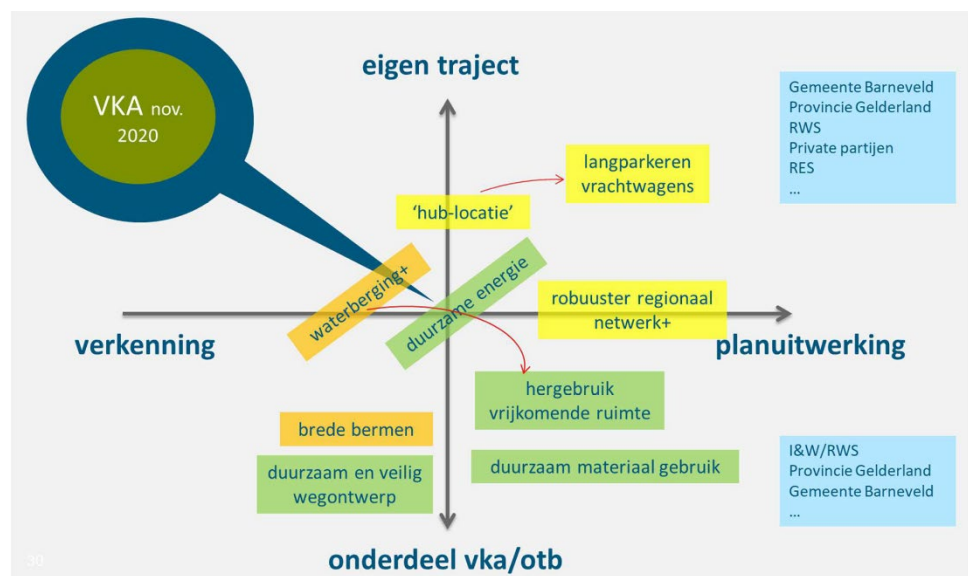 VKA nov.
2020
eigen traject
Gemeente Barneveld
Provincie Gelderland
RWS
Private partijen
RES
...
langparkeren
vrachtwagens
'hub-locatie'
waterberging+
duurzame energie
robuuster regionaal
netwerk+
verkenning
planuitwerking
hergebruik
vrijkomende ruimte
brede bermen
duurzaam en veilig
wegontwerp
duurzaam materiaal gebruik
I&W/RWS
Provincie Gelderland
Gemeente Barneveld
...
30
onderdeel vka/otb